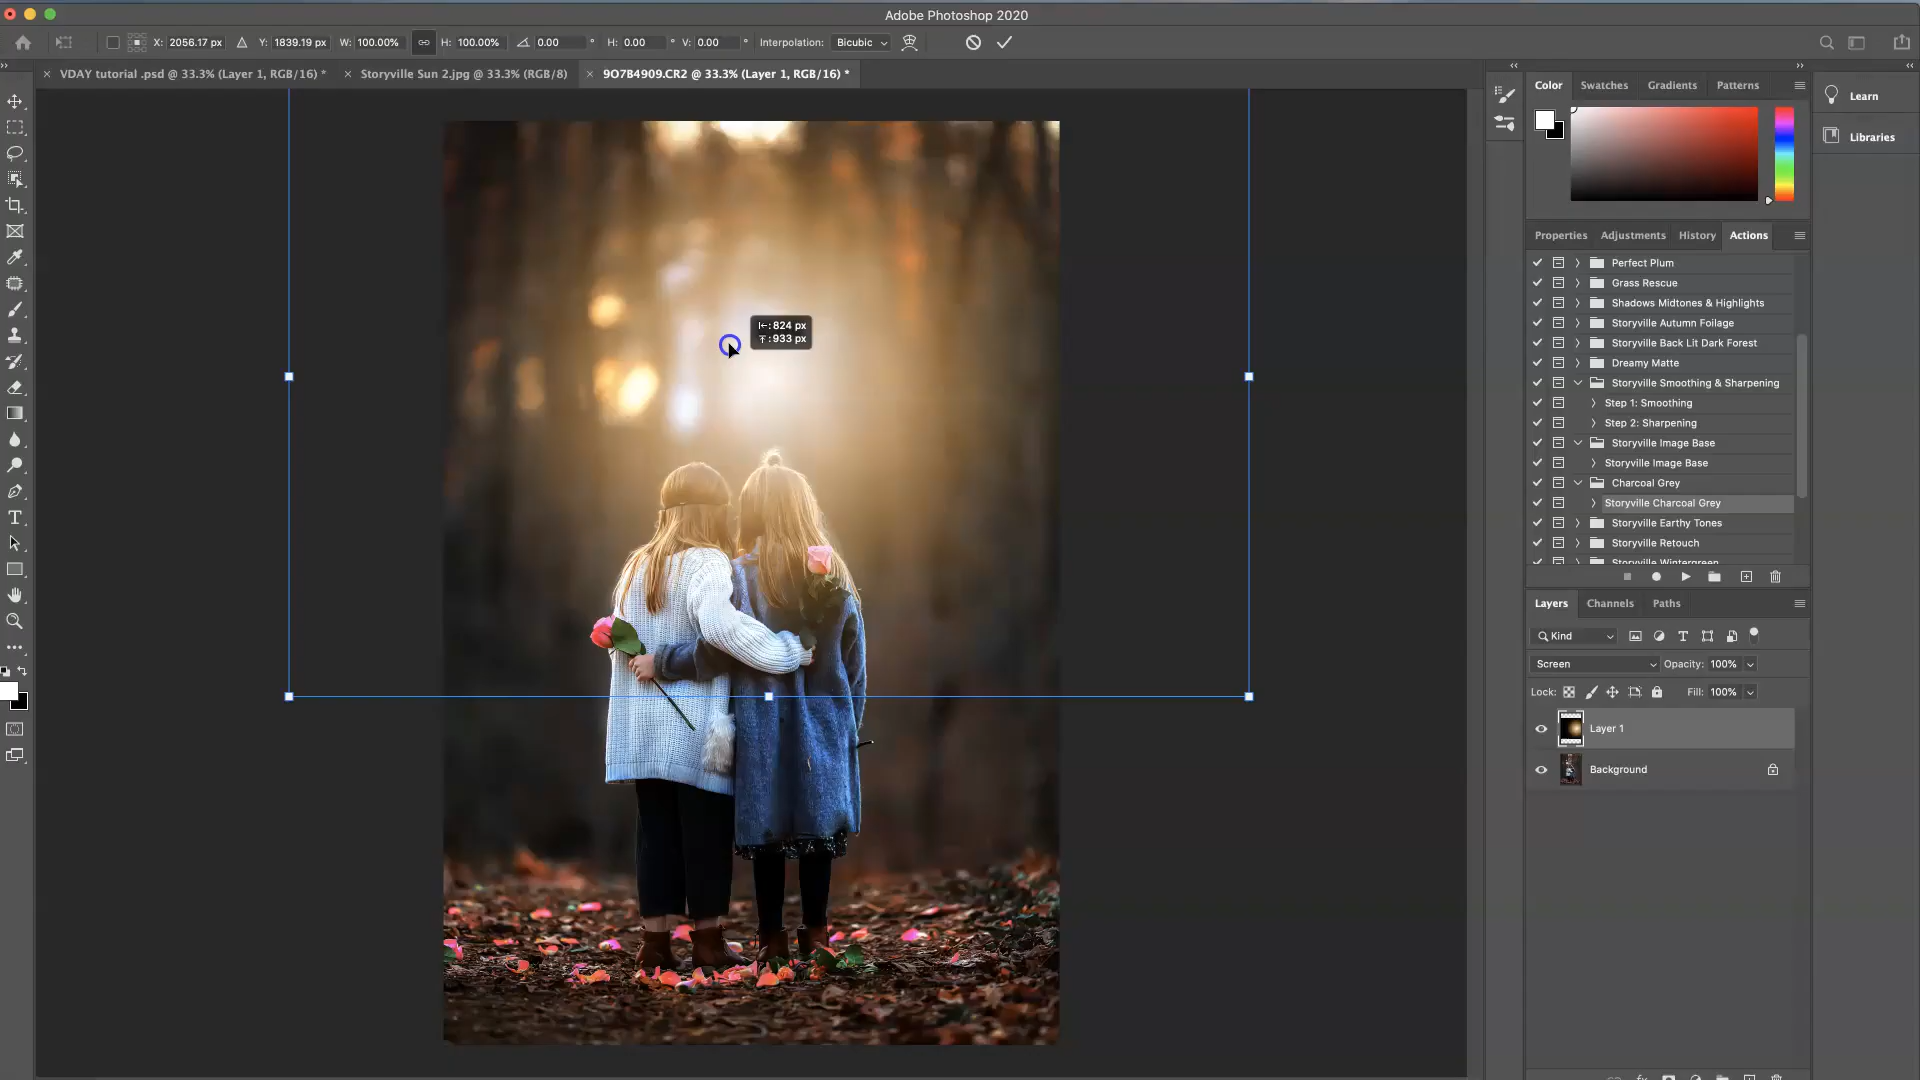 Adobe Photoshop 2020
X: 2056.17 px Y: 1839.19 px W: 100.00% H: 100.00% 0.00 ° H: 0.00 ° V: 0.00 ° Interpolation: Bicubic
VDAY tutorial .psd @ 33.3% (Layer 1, RGB/16) *
Storyville Sun 2.jpg @ 33.3% (RGB/8)
9O7B4909.CR2 @ 33.3% (Layer 1, RGB/16) *
Color Swatches Gradients Patterns
Learn
Libraries
Properties Adjustments History Actions
Perfect Plum
Grass Rescue
Shadows Midtones & Highlights
Storyville Autumn Foilage
Storyville Back Lit Dark Forest
Dreamy Matte
Storyville Smoothing & Sharpening
Step 1: Smoothing
Step 2: Sharpening
Storyville Image Base
Storyville Image Base
Charcoal Grey
Storyville Charcoal Grey
Storyville Earthy Tones
Storyville Retouch
Storyville Wintergreen
: 824 px
: 933 px
Layers Channels Paths
Kind
Screen Opacity: 100%
Lock: Fill: 100%
Layer 1
Background